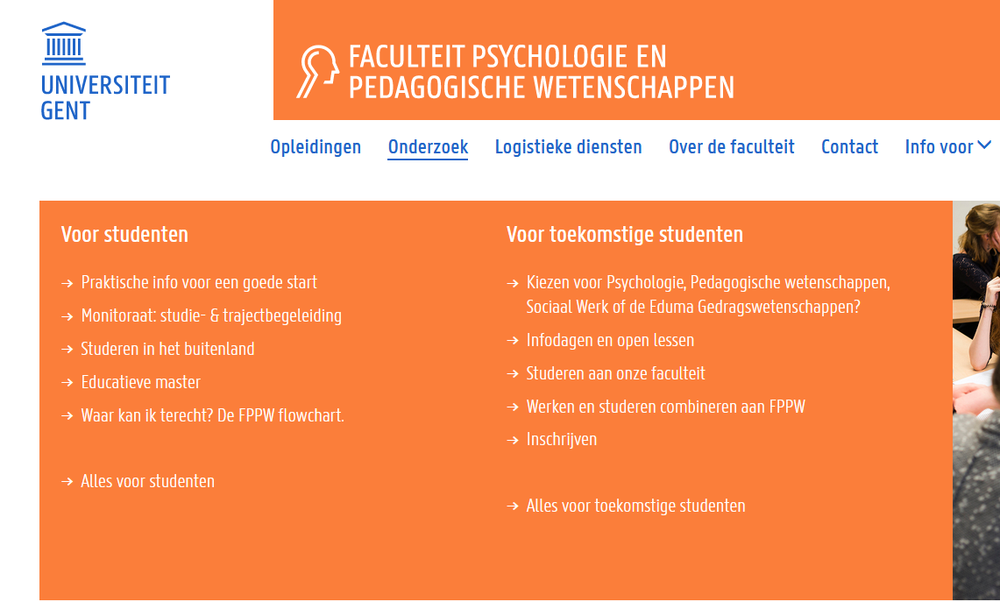 UNIVERSITEIT
GENT
FACULTEIT PSYCHOLOGIE EN
PEDAGOGISCHE WETENSCHAPPEN
Opleidingen Onderzoek Logistieke diensten Over de faculteit Contact Info voor
Voor studenten
→ Praktische info voor een goede start
→ Monitoraat: studie- & trajectbegeleiding
→ Studeren in het buitenland
→ Educatieve master
→ Waar kan ik terecht? De FPPW flowchart.
→ Alles voor studenten
Voor toekomstige studenten
→ Kiezen voor Psychologie, Pedagogische wetenschappen,
Sociaal Werk of de Eduma Gedragswetenschappen?
→ Infodagen en open lessen
→ Studeren aan onze faculteit
→ Werken en studeren combineren aan FPPW
→ Inschrijven
→ Alles voor toekomstige studenten